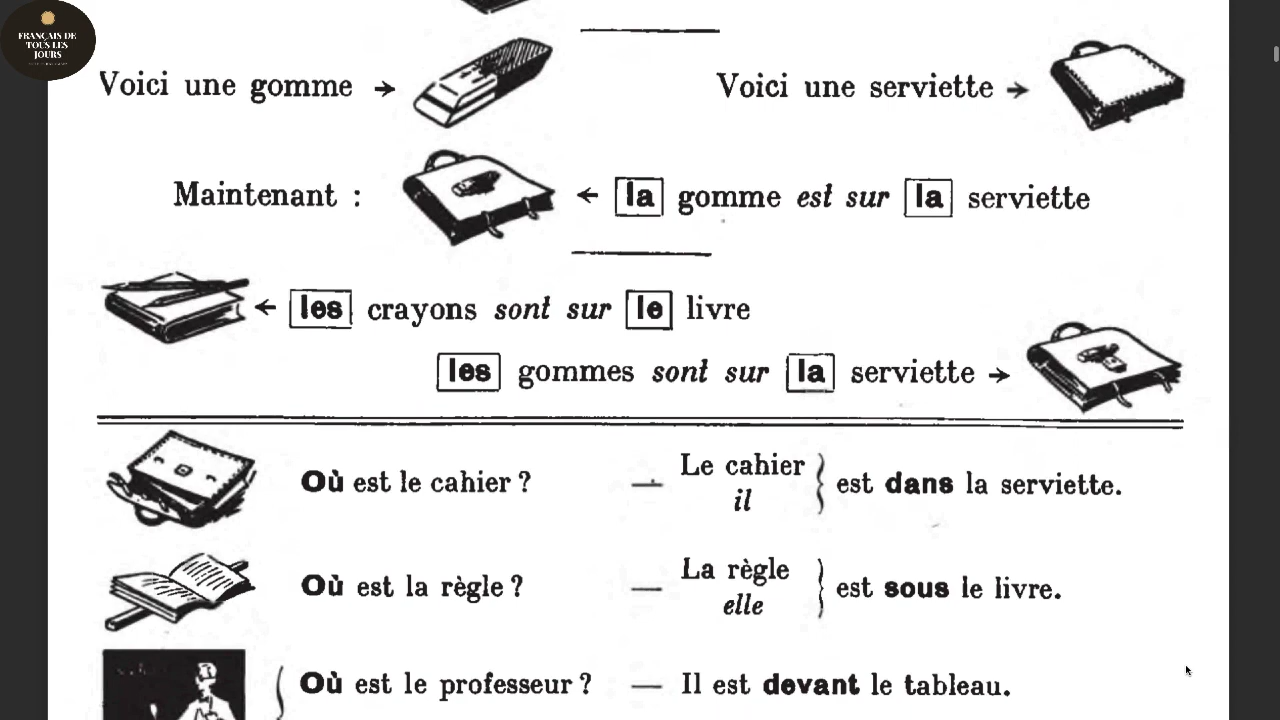 FRANÇAIS DE
TOUS LES
JOURS
Voici une gomme →
Voici une serviette →
Maintenant : ← la gomme est sur la serviette
← les crayons sont sur le livre
les gommes sont sur la serviette →
Où est le cahier ? — Le cahier il } est dans la serviette.
Où est la règle ? — La règle elle } est sous le livre.
Où est le professeur ? — Il est devant le tableau.